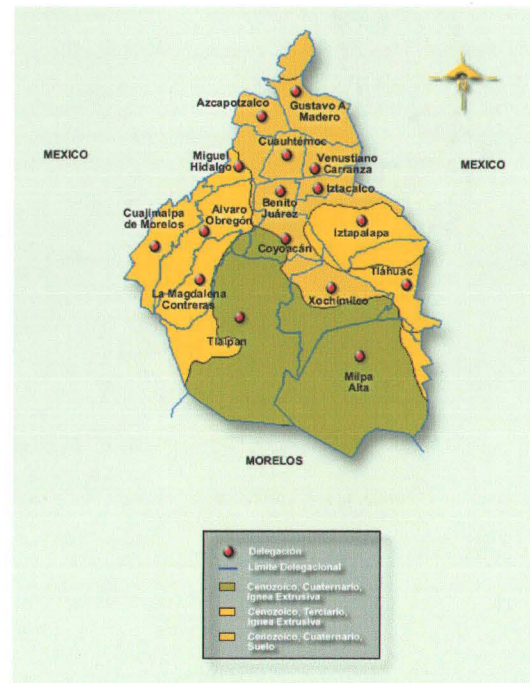 Azcapotzalco
Gustavo A.
Madero
Cuauhtémoc
Miguel
Hidalgo
Venustiano
Carranza
MEXICO
MEXICO
Iztacalco
Benito
Juárez
Cuajimalpa
de Morelos
Alvaro
Obregón
Iztapalapa
Coyoacán
Tláhuac
La Magdalena
Contreras
Xochimilco
Tlalpan
Milpa
Alta
MORELOS
Delegación
Límite Delegacional
Cenozoico, Cuaternario,
Ignea Extrusiva
Cenozoico, Terciario,
Ignea Extrusiva
Cenozoico, Cuaternario,
Suelo